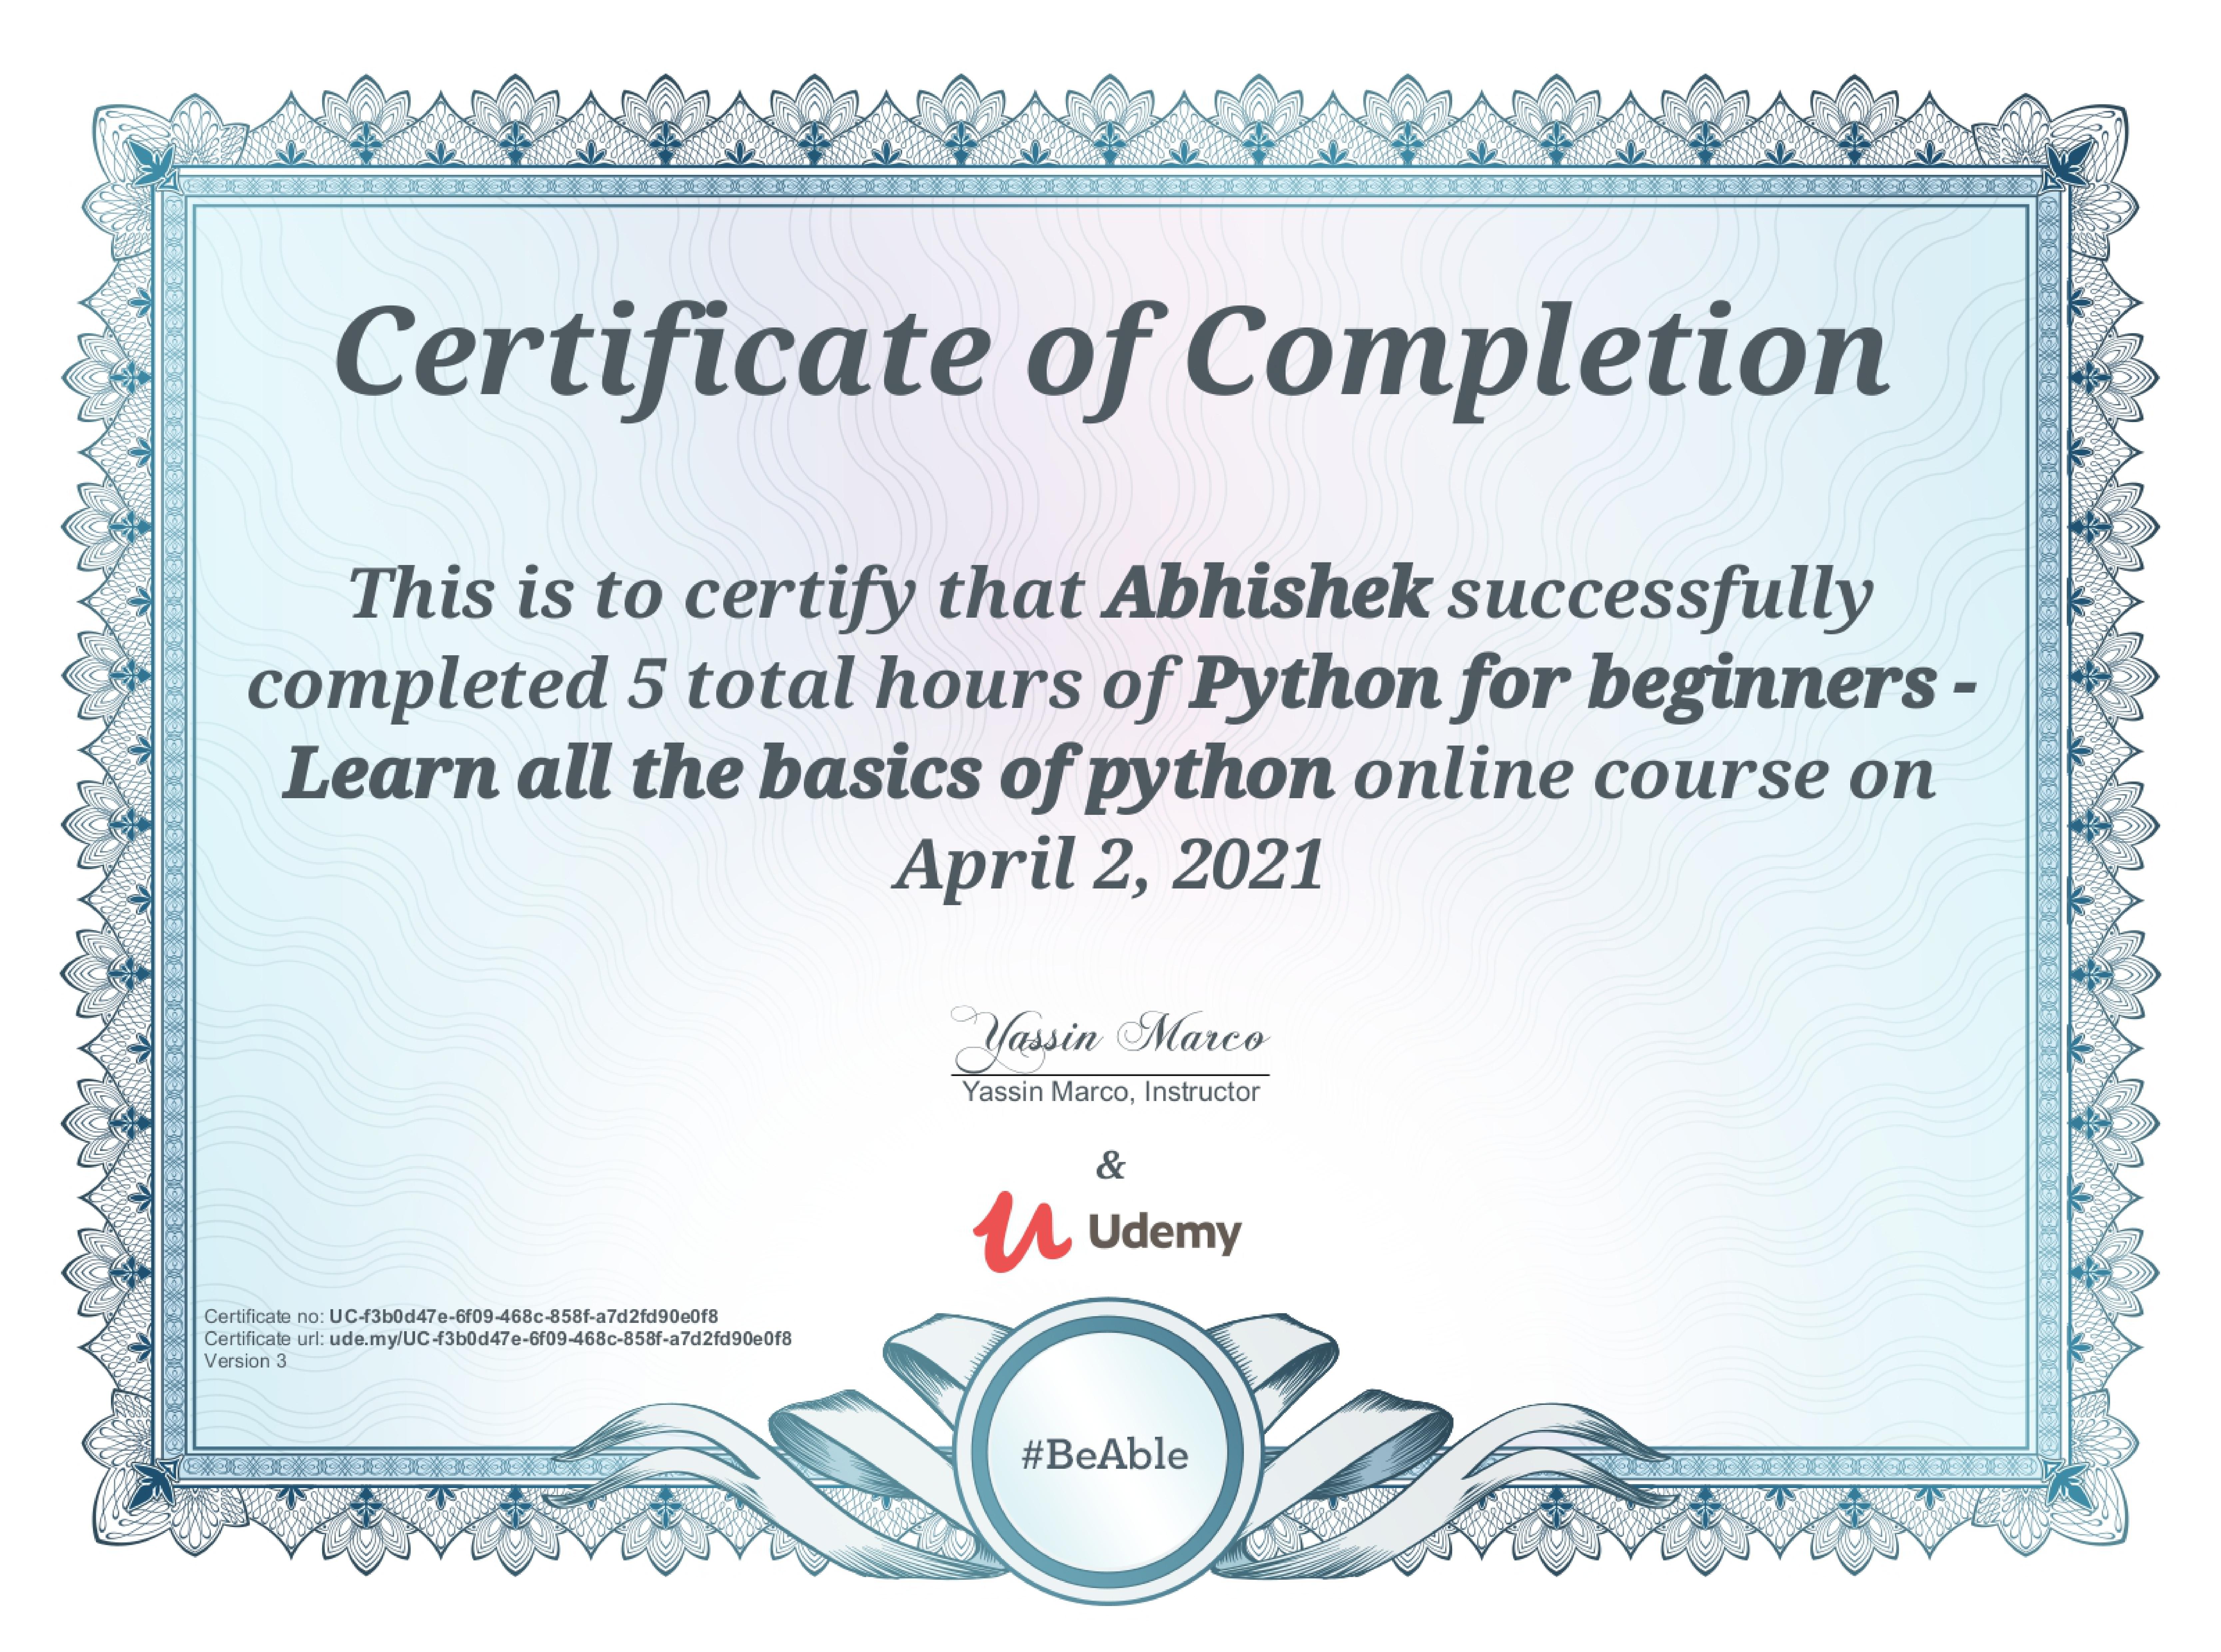 Certificate of Completion
This is to certify that Abhishek successfully
completed 5 total hours of Python for beginners -
Learn all the basics of python online course on
April 2, 2021
Yassin Marco
Yassin Marco, Instructor
&
Udemy
Certificate no: UC-f3b0d47e-6f09-468c-858f-a7d2fd90e0f8
Certificate url: ude.my/UC-f3b0d47e-6f09-468c-858f-a7d2fd90e0f8
Version 3
#BeAble